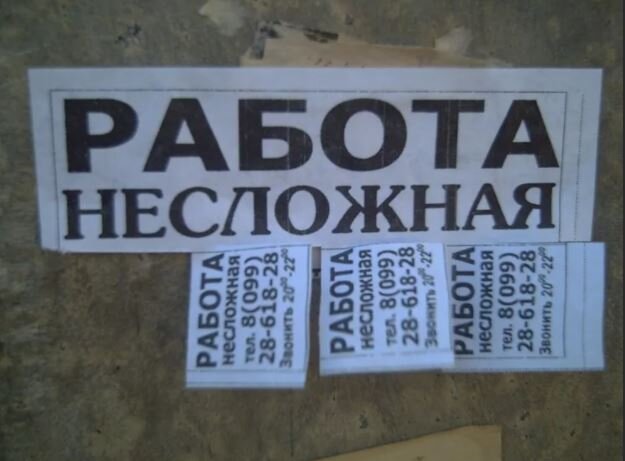 РАБОТА
НЕСЛОЖНАЯ
РАБОТА
несложная
тел. 8(099)
28-618-28
Звонить 20⁰⁰-22⁰⁰
РАБОТА
несложная
тел. 8(099)
28-618-28
Звонить 20⁰⁰-22⁰⁰
РАБОТА
несложная
тел. 8(099)
28-618-28
Звонить 20⁰⁰-22⁰⁰